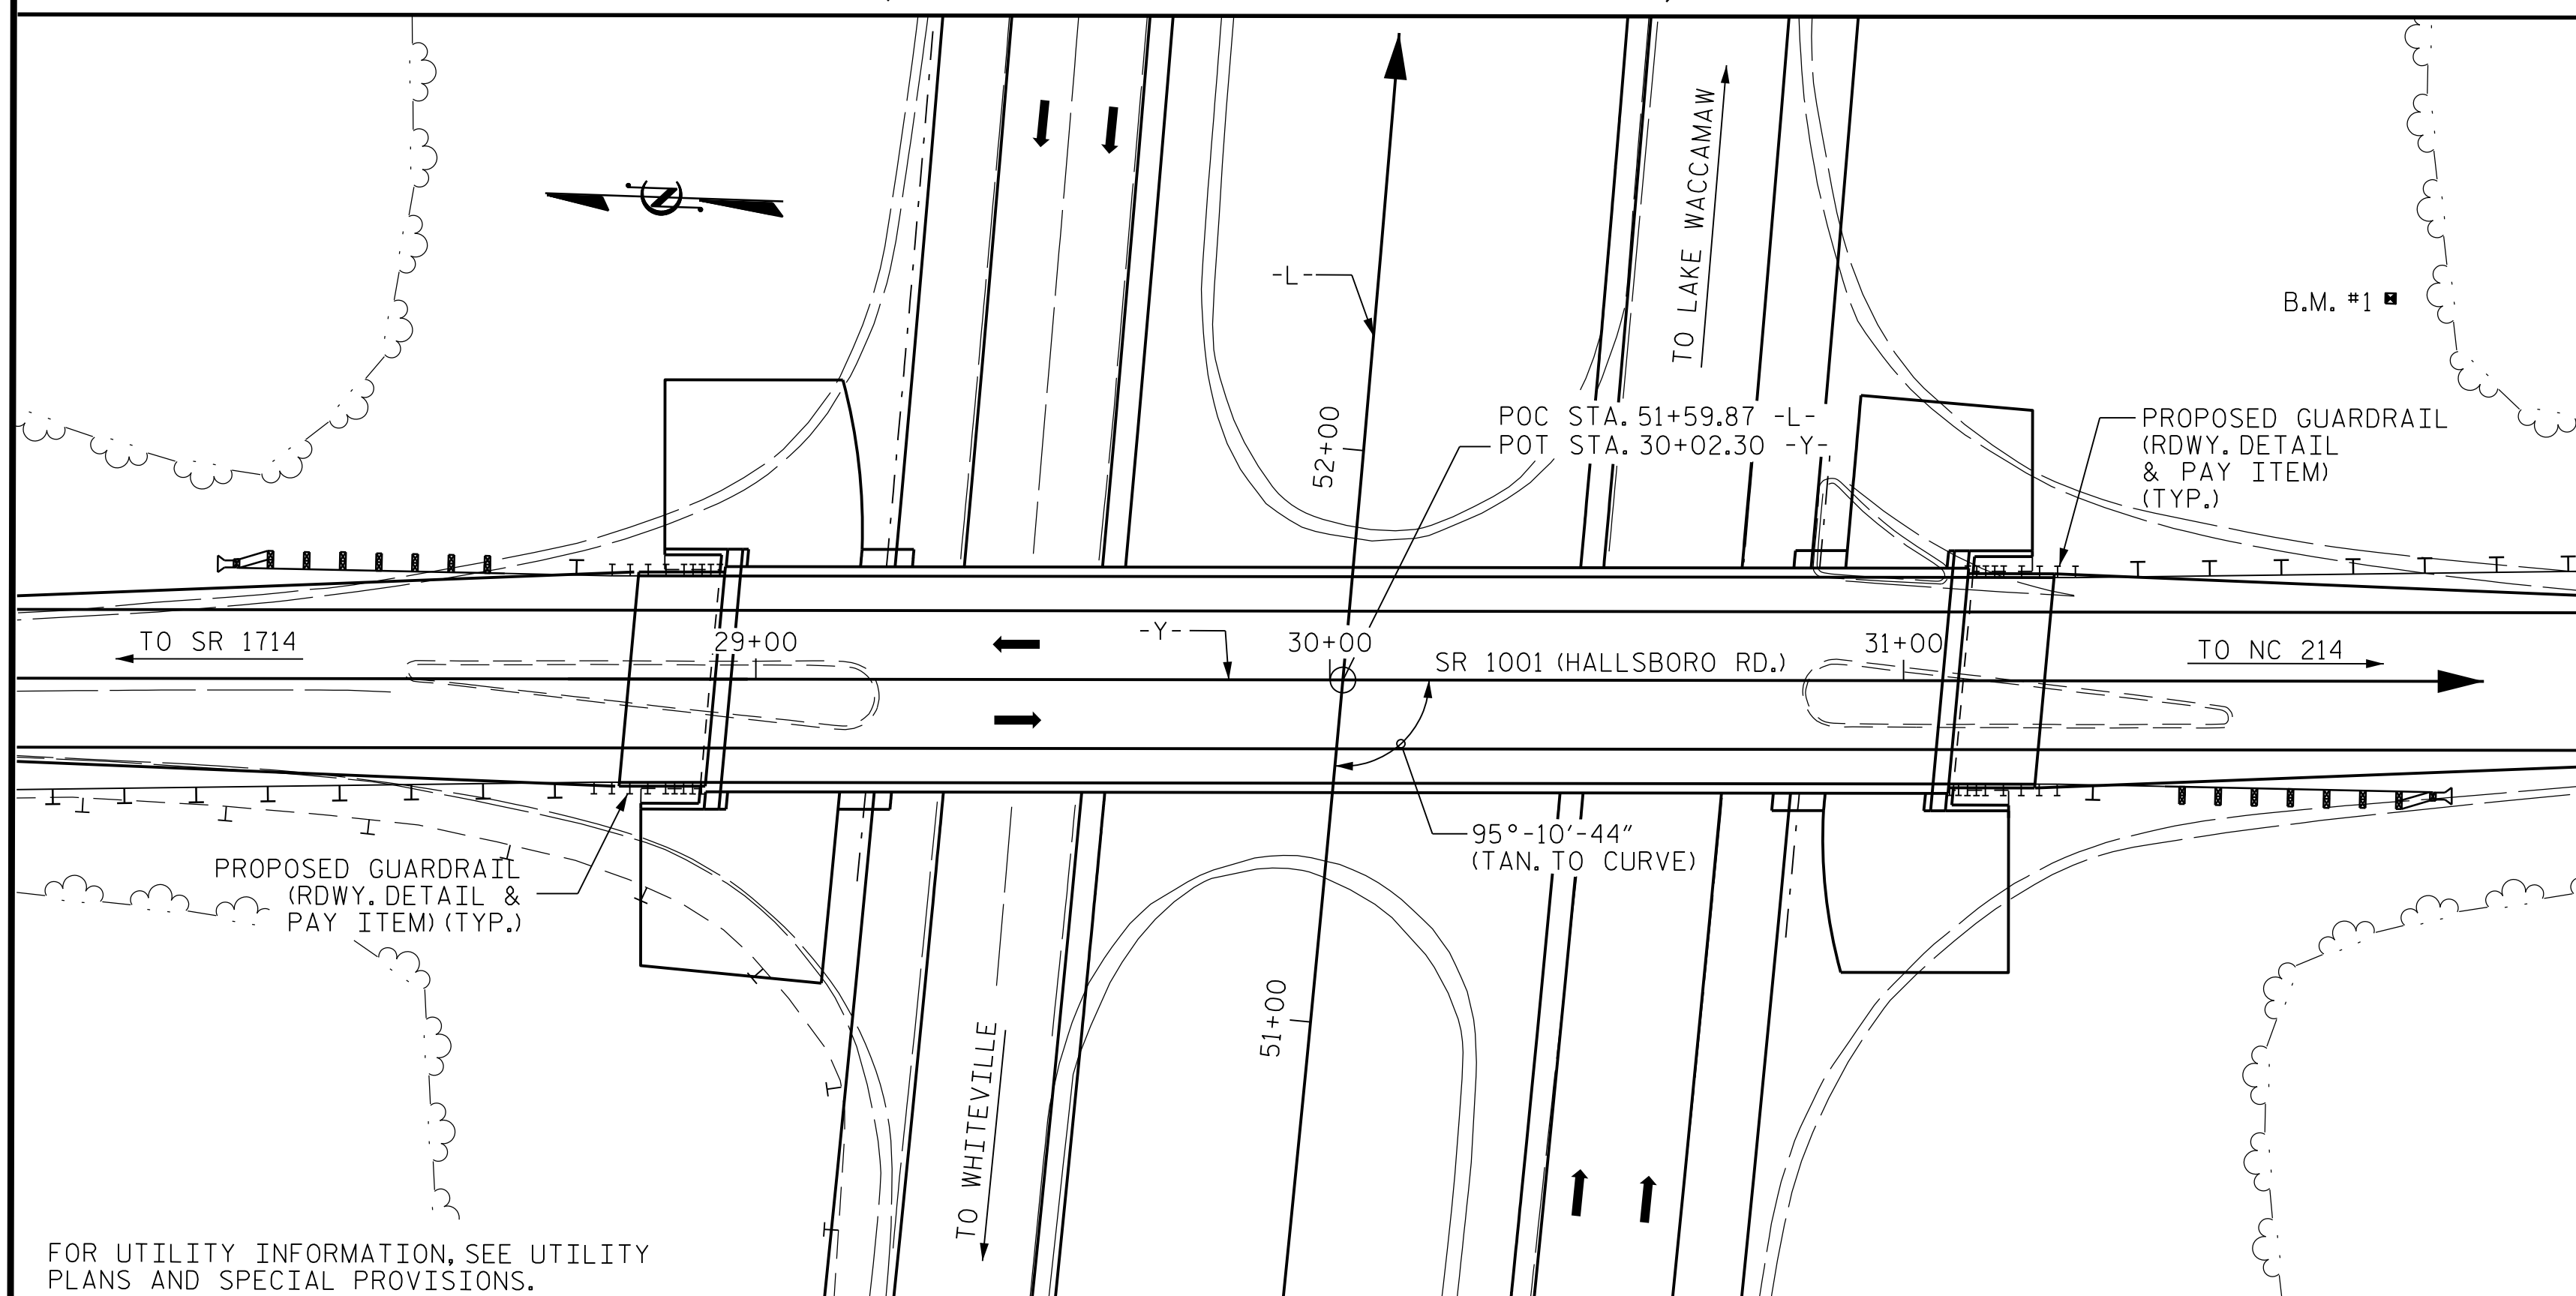 -L-
TO LAKE WACCAMAW
B.M. #1
POC STA. 51+59.87 -L-
POT STA. 30+02.30 -Y-
52+00
PROPOSED GUARDRAIL
(RDWY. DETAIL
& PAY ITEM)
(TYP.)
TO SR 1714
29+00
-Y-
30+00
SR 1001 (HALLSBORO RD.)
31+00
TO NC 214
95°-10'-44"
(TAN. TO CURVE)
PROPOSED GUARDRAIL
(RDWY. DETAIL &
PAY ITEM) (TYP.)
51+00
TO WHITEVILLE
FOR UTILITY INFORMATION, SEE UTILITY
PLANS AND SPECIAL PROVISIONS.